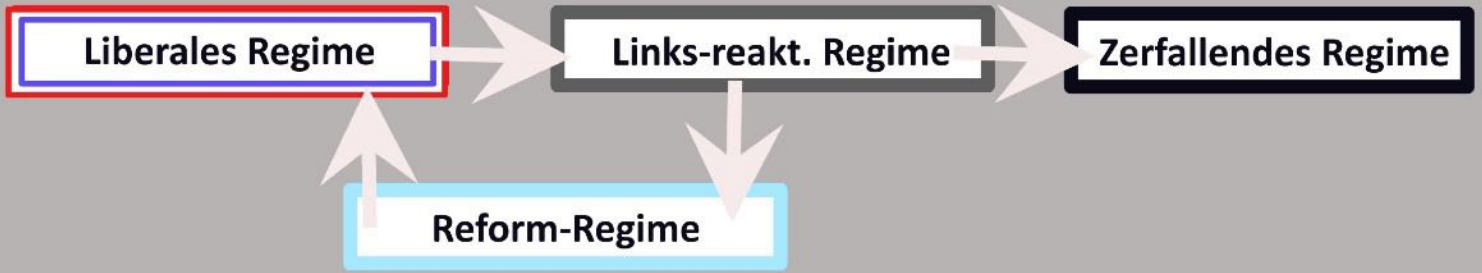 Liberales Regime
Links-reakt. Regime
Zerfallendes Regime
Reform-Regime